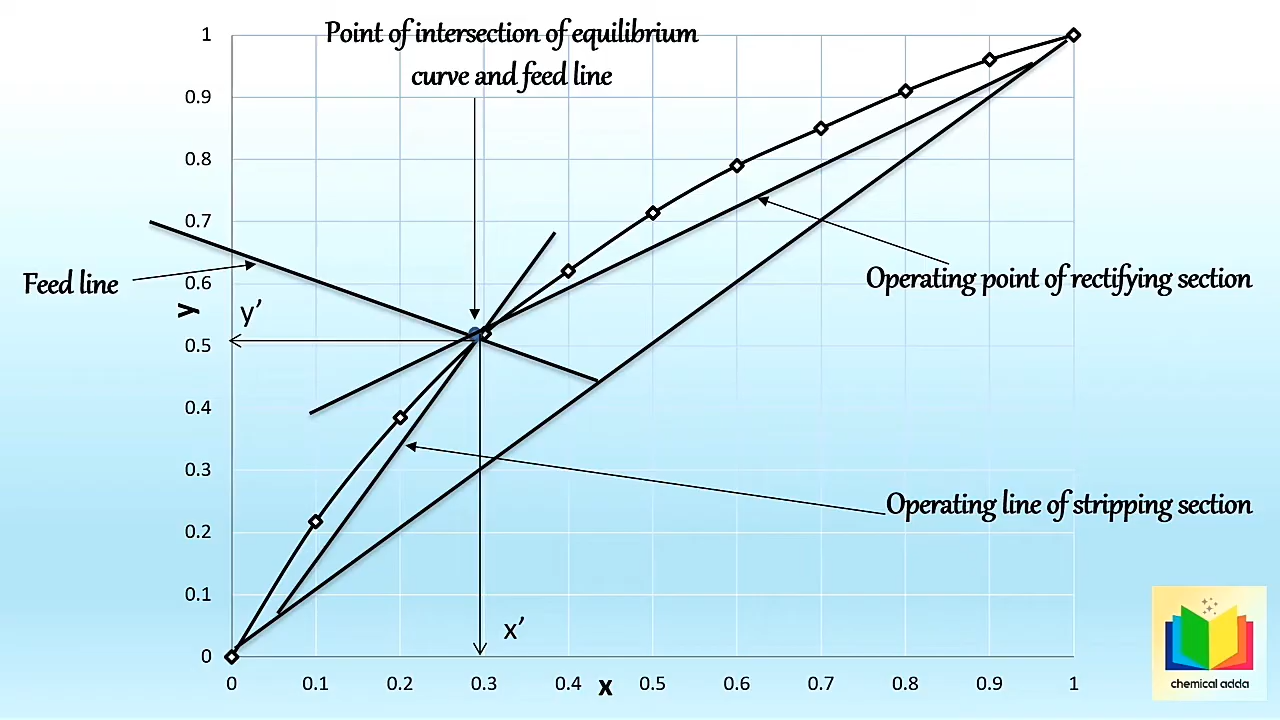 Point of intersection of equilibrium
curve and feed line
1
0.9
0.8
0.7
0.6
0.5
0.4
0.3
0.2
0.1
0
Feed line
y
y’
Operating point of rectifying section
Operating line of stripping section
x’
0 0.1 0.2 0.3 0.4 0.5 0.6 0.7 0.8 0.9 1
x
chemical adda